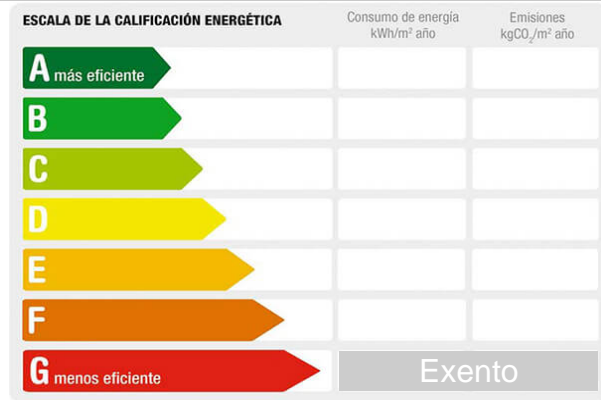 ESCALA DE LA CALIFICACIÓN ENERGÉTICA
Consumo de energía
kWh/m² año
Emisiones
kgCO₂/m² año
A más eficiente
B
C
D
E
F
G menos eficiente
Exento